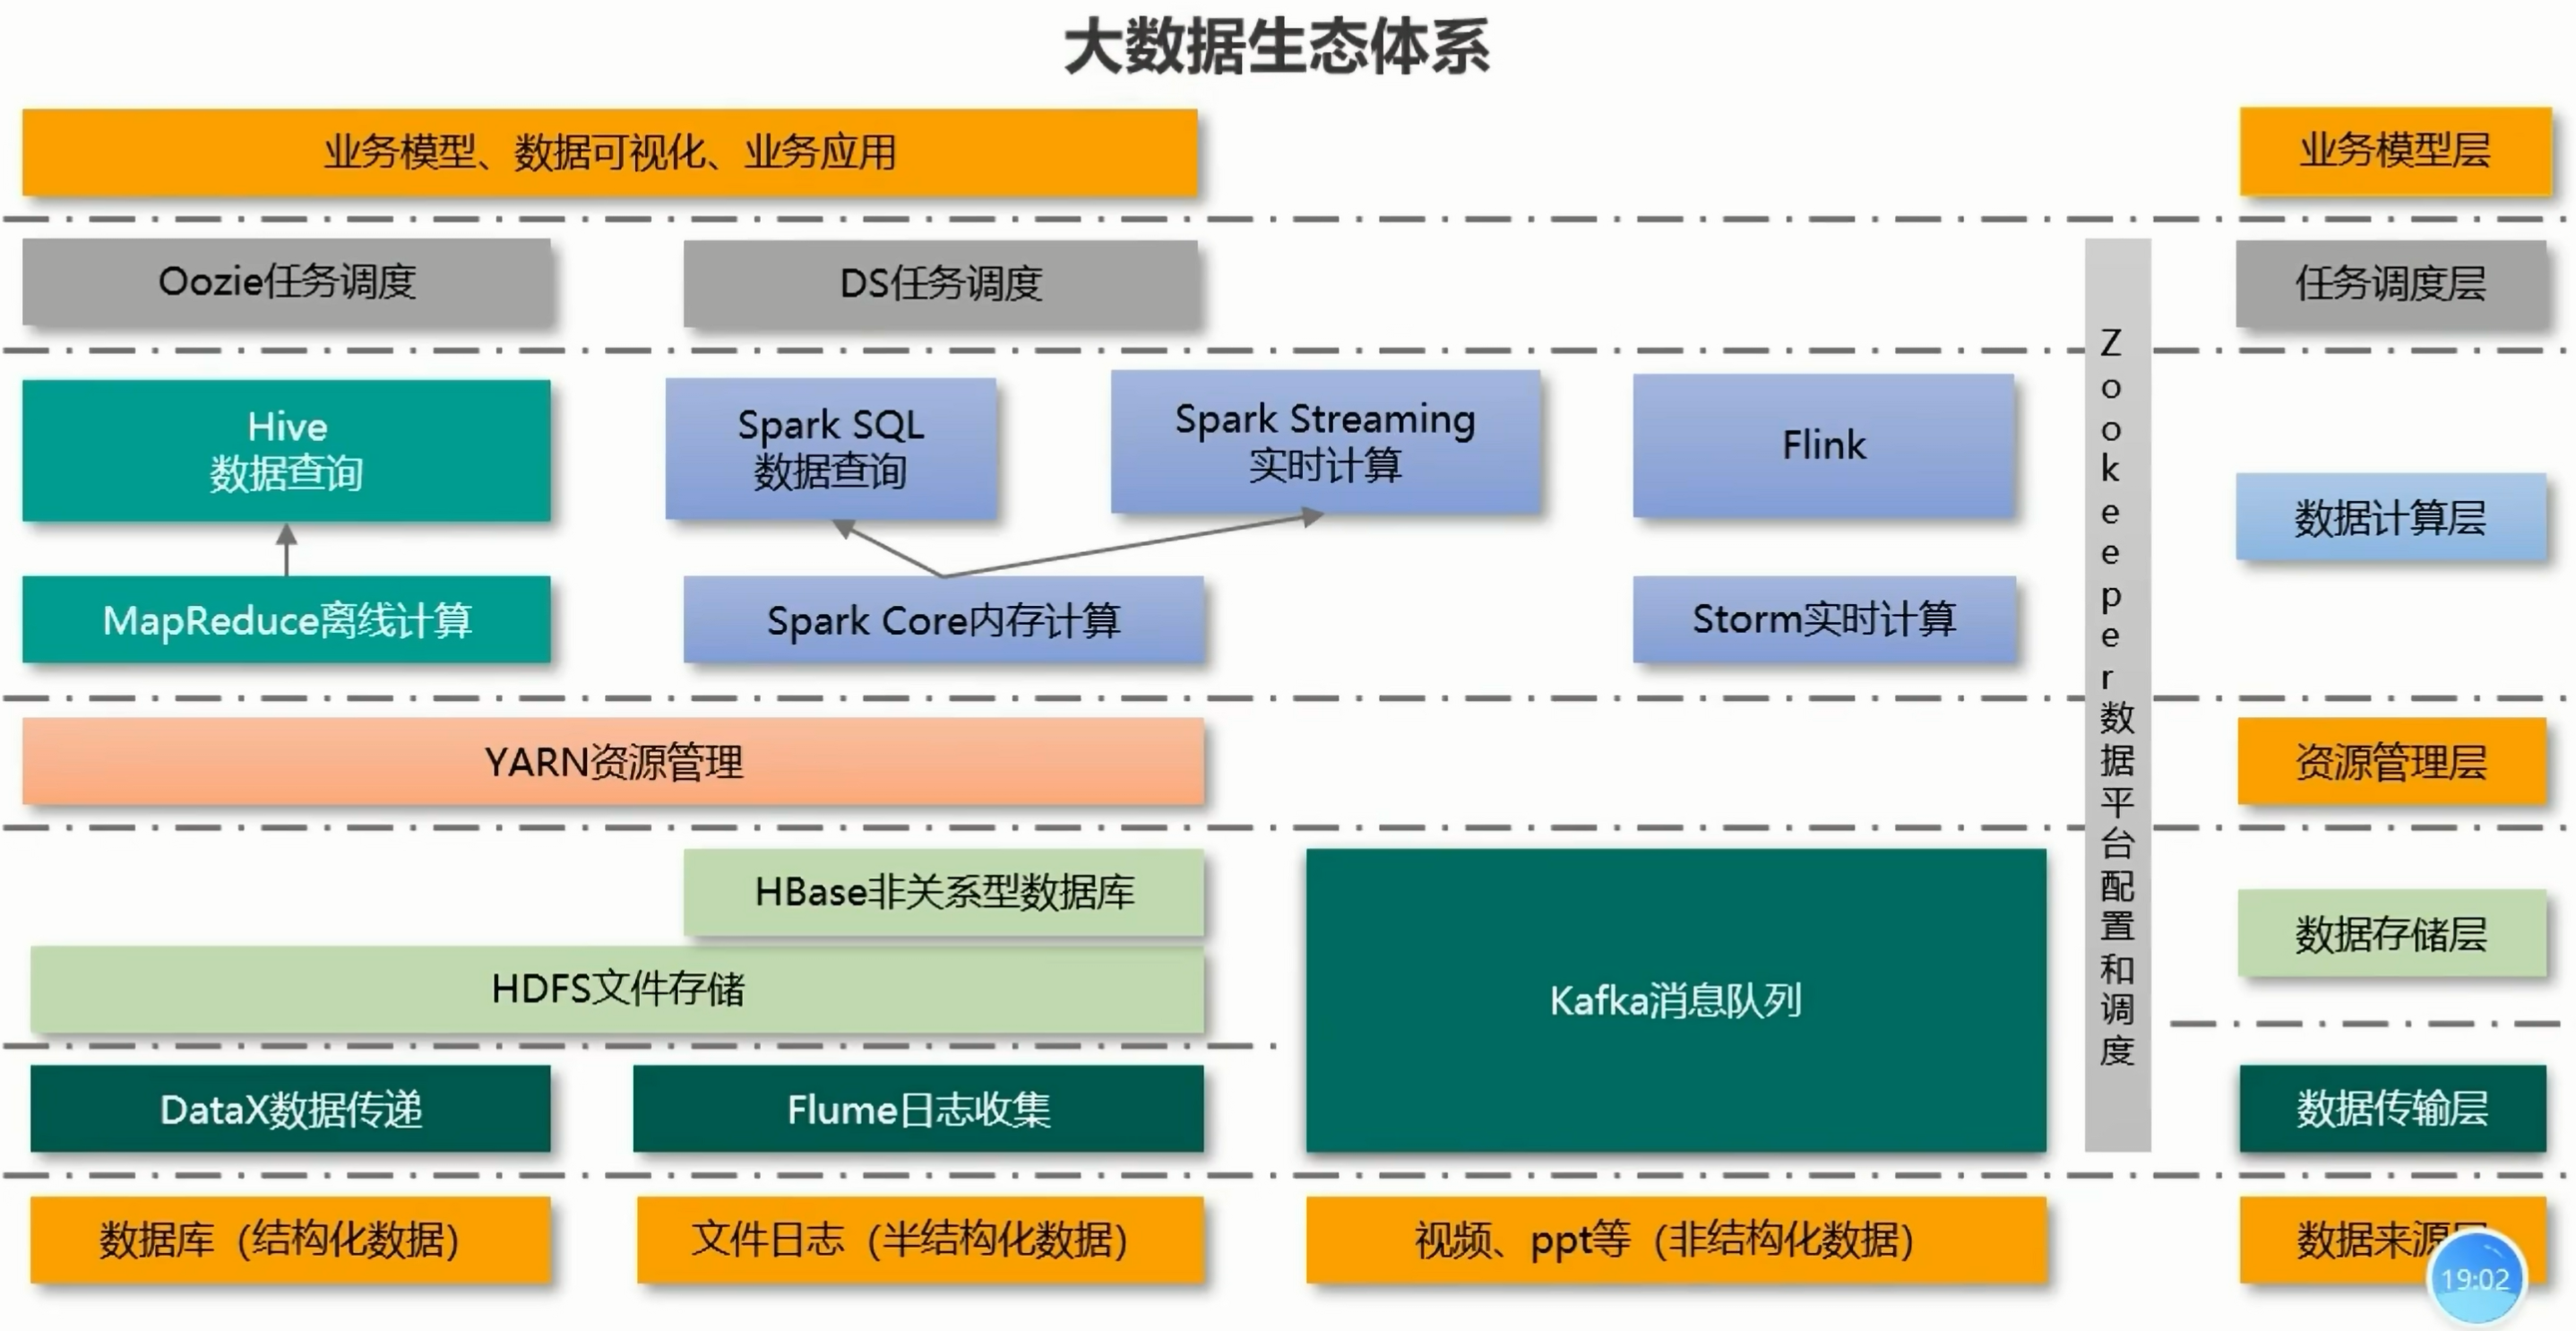 大数据生态体系
业务模型、数据可视化、业务应用
业务模型层
Oozie任务调度
DS任务调度
任务调度层
Hive
数据查询
Spark SQL
数据查询
Spark Streaming
实时计算
Flink
数据计算层
MapReduce离线计算
Spark Core内存计算
Storm实时计算
Zookeeper数据平台配置和调度
YARN资源管理
资源管理层
HBase非关系型数据库
HDFS文件存储
Kafka消息队列
数据存储层
DataX数据传递
Flume日志收集
数据传输层
数据库（结构化数据）
文件日志（半结构化数据）
视频、ppt等（非结构化数据）
数据来源
19:02